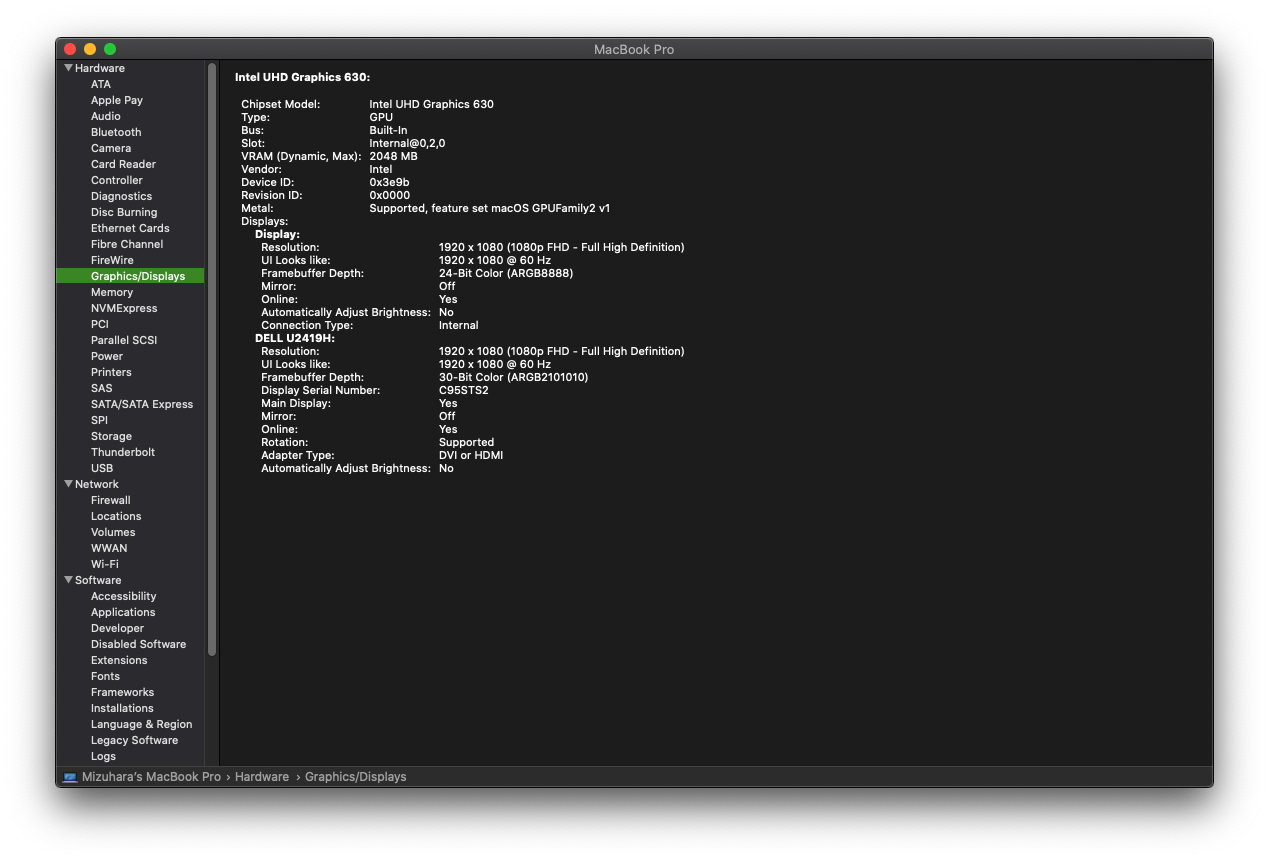 MacBook Pro
Hardware
ATA
Apple Pay
Audio
Bluetooth
Camera
Card Reader
Controller
Diagnostics
Disc Burning
Ethernet Cards
Fibre Channel
FireWire
Graphics/Displays
Memory
NVMExpress
PCI
Parallel SCSI
Power
Printers
SAS
SATA/SATA Express
SPI
Storage
Thunderbolt
USB
Network
Firewall
Locations
Volumes
WWAN
Wi-Fi
Software
Accessibility
Applications
Developer
Disabled Software
Extensions
Fonts
Frameworks
Installations
Language & Region
Legacy Software
Logs
Intel UHD Graphics 630:
Chipset Model: Intel UHD Graphics 630
Type: GPU
Bus: Built-In
Slot: Internal@0,2,0
VRAM (Dynamic, Max): 2048 MB
Vendor: Intel
Device ID: 0x3e9b
Revision ID: 0x0000
Metal: Supported, feature set macOS GPUFamily2 v1
Displays:
Display:
Resolution: 1920 x 1080 (1080p FHD - Full High Definition)
UI Looks like: 1920 x 1080 @ 60 Hz
Framebuffer Depth: 24-Bit Color (ARGB8888)
Mirror: Off
Online: Yes
Automatically Adjust Brightness: No
Connection Type: Internal
DELL U2419H:
Resolution: 1920 x 1080 (1080p FHD - Full High Definition)
UI Looks like: 1920 x 1080 @ 60 Hz
Framebuffer Depth: 30-Bit Color (ARGB2101010)
Display Serial Number: C95STS2
Main Display: Yes
Mirror: Off
Online: Yes
Rotation: Supported
Adapter Type: DVI or HDMI
Automatically Adjust Brightness: No
Mizuhara's MacBook Pro › Hardware › Graphics/Displays